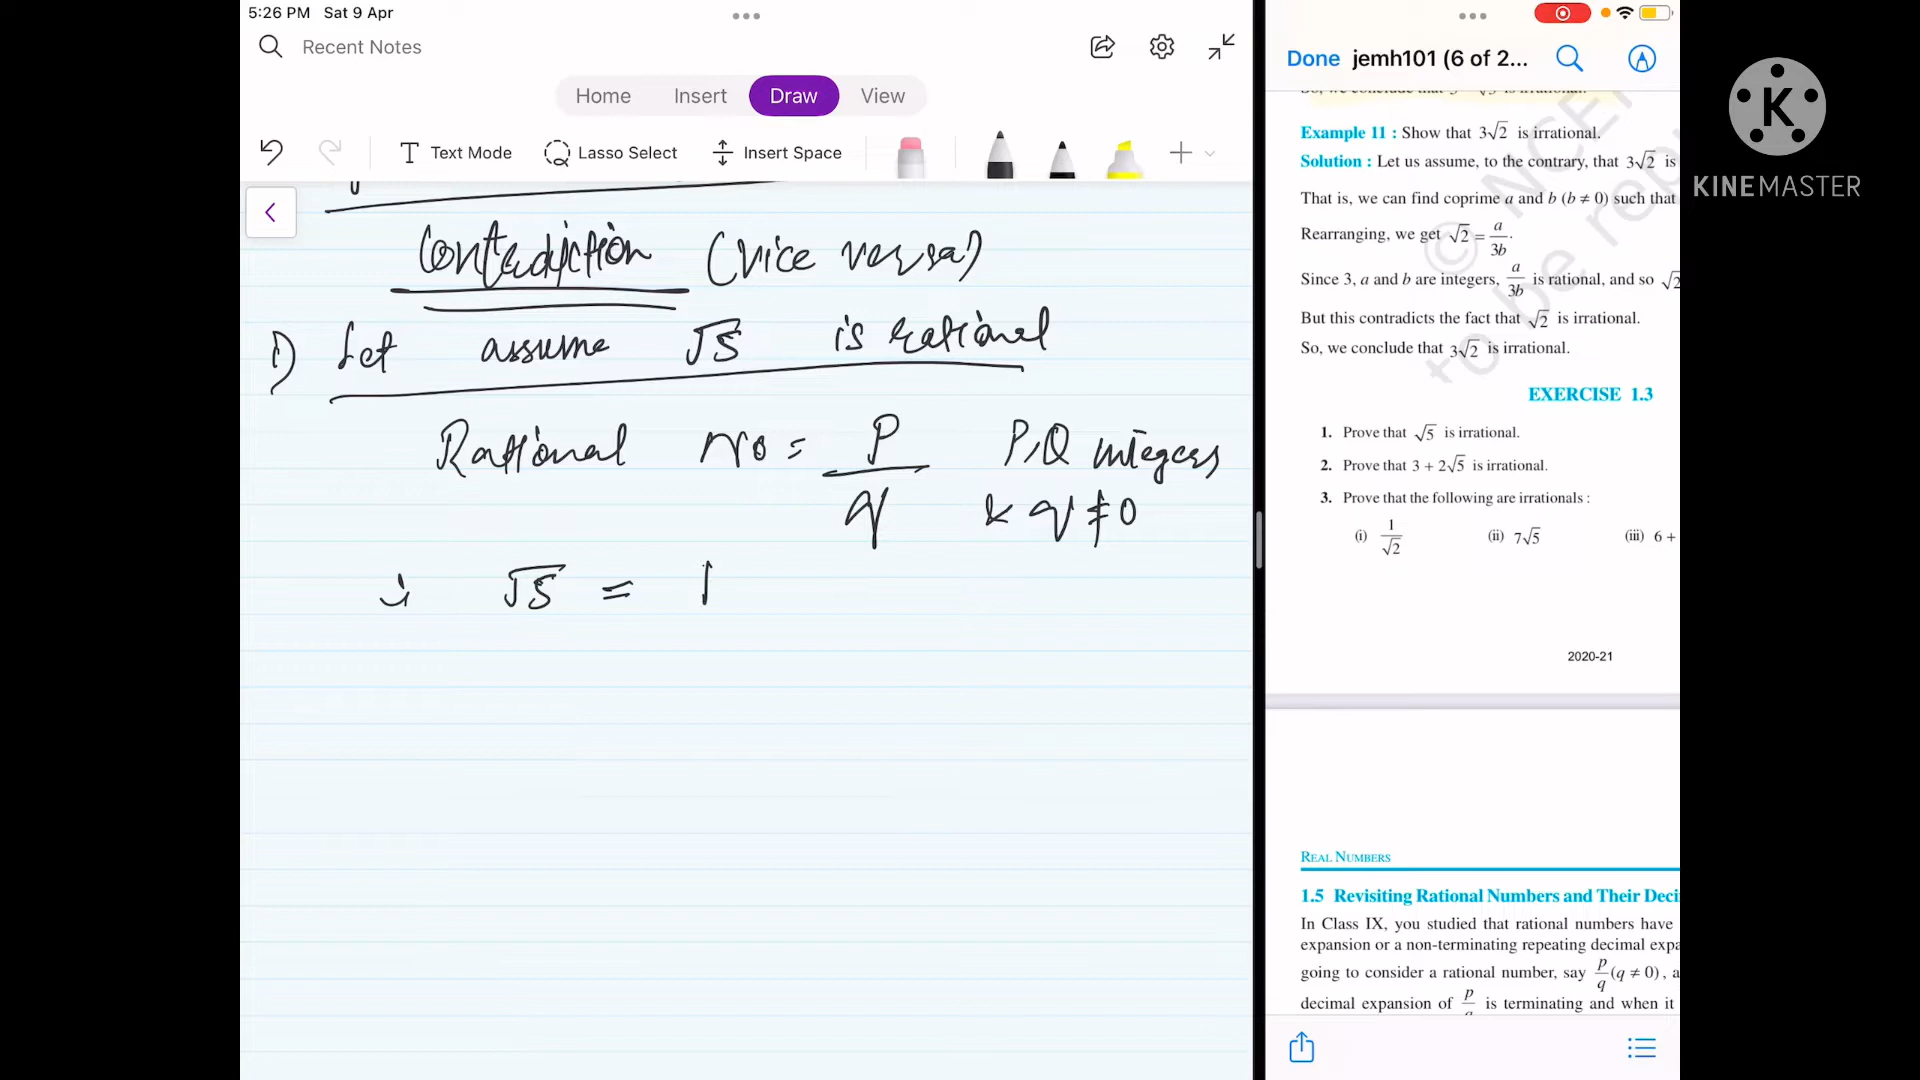 5:26 PM Sat 9 Apr
Recent Notes
Home Insert Draw View
Text Mode Lasso Select Insert Space
Contradiction (vice versa)
1) Let assume √5 is rational
Rational No = P/q P,Q integers
& q ≠ 0
∴ √5 =
Done jemh101 (6 of 2...
Example 11 : Show that 3√2 is irrational.
Solution : Let us assume, to the contrary, that 3√2 is
That is, we can find coprime a and b (b ≠ 0) such that
Rearranging, we get √2 = a/3b.
Since 3, a and b are integers, a/3b is rational, and so √2
But this contradicts the fact that √2 is irrational.
So, we conclude that 3√2 is irrational.
EXERCISE 1.3
1. Prove that √5 is irrational.
2. Prove that 3 + 2√5 is irrational.
3. Prove that the following are irrationals :
(i) 1/√2 (ii) 7√5 (iii) 6 +
2020-21
REAL NUMBERS
1.5 Revisiting Rational Numbers and Their Deci
In Class IX, you studied that rational numbers have
expansion or a non-terminating repeating decimal expa
going to consider a rational number, say p/q (q ≠ 0), a
decimal expansion of p/q is terminating and when it
K
KINEMASTER